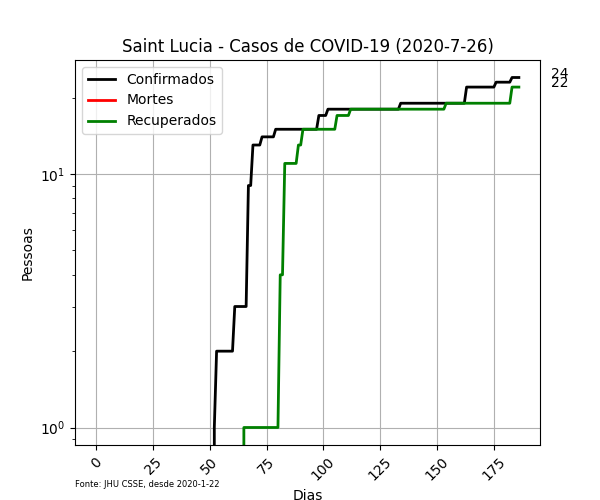 Saint Lucia - Casos de COVID-19 (2020-7-26)
Confirmados
Mortes
Recuperados
24
22
10¹
10⁰
Pessoas
0 25 50 75 100 125 150 175
Fonte: JHU CSSE, desde 2020-1-22
Dias